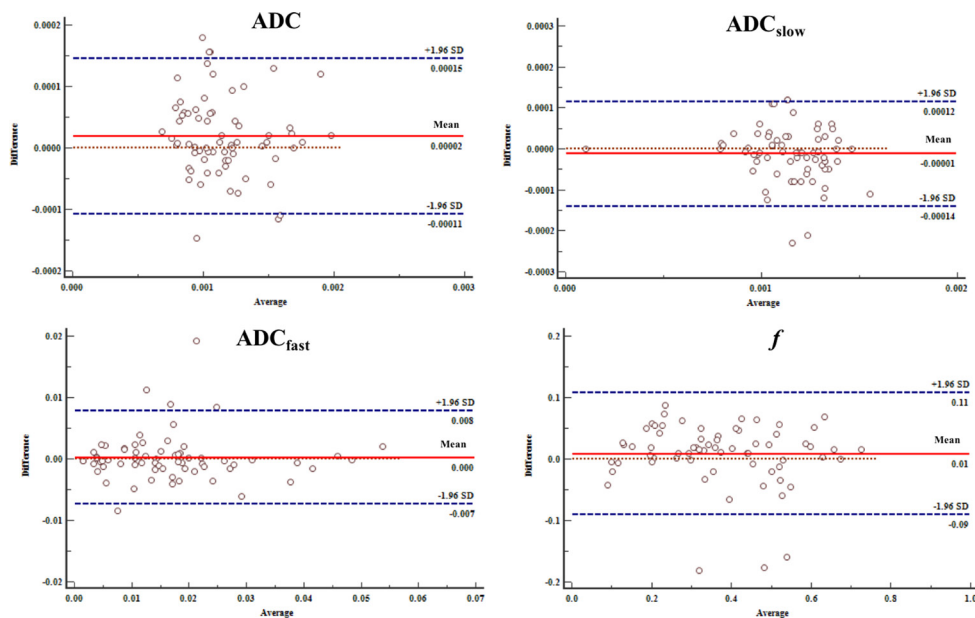 ADC
0.0002
0.0001
0.0000
-0.0001
-0.0002
Difference
+1.96 SD
0.00015
Mean
0.00002
-1.96 SD
-0.00011
0.000 0.001 0.002 0.003
Average
ADCslow
0.0003
0.0002
0.0001
0.0000
-0.0001
-0.0002
-0.0003
Difference
+1.96 SD
0.00012
Mean
-0.00001
-1.96 SD
-0.00014
0.000 0.001 0.002
Average
ADCfast
0.02
0.01
0.00
-0.01
-0.02
Difference
+1.96 SD
0.008
Mean
0.000
-1.96 SD
-0.007
0.00 0.01 0.02 0.03 0.04 0.05 0.06 0.07
Average
f
0.2
0.1
0.0
-0.1
-0.2
Difference
+1.96 SD
0.11
Mean
0.01
-1.96 SD
-0.09
0.0 0.2 0.4 0.6 0.8 1.0
Average